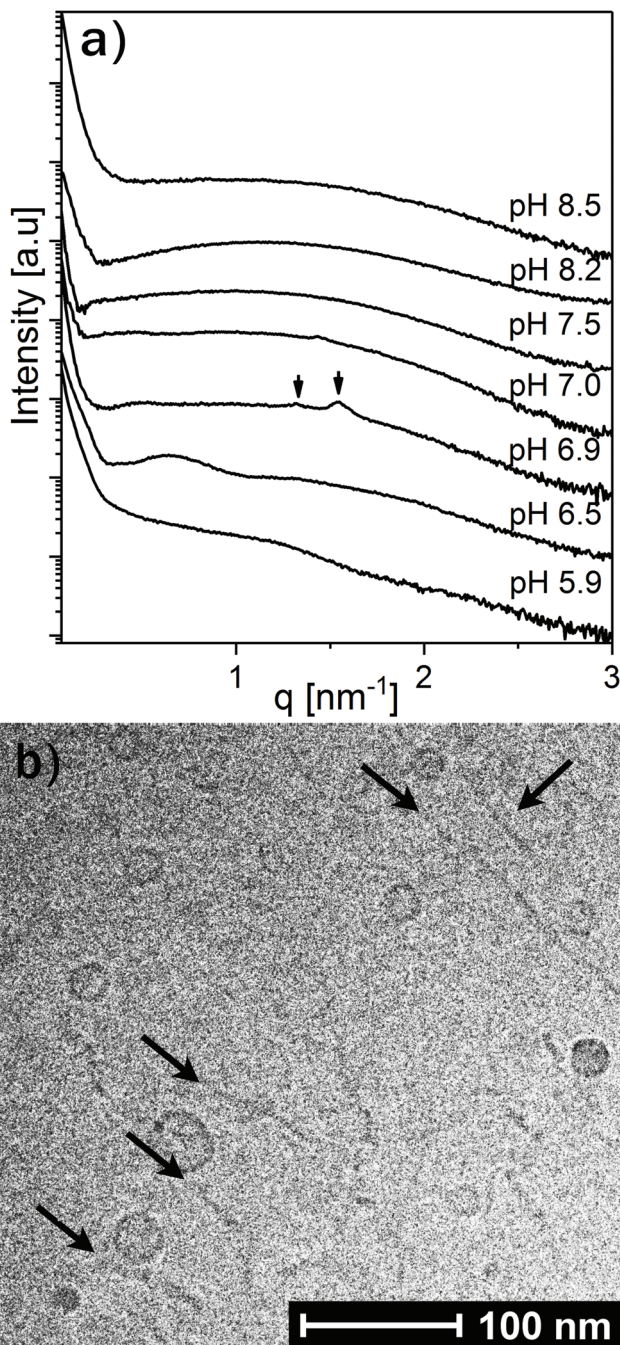 a)
Intensity [a.u]
pH 8.5
pH 8.2
pH 7.5
pH 7.0
pH 6.9
pH 6.5
pH 5.9
1
2
3
q [nm⁻¹]
b)
100 nm